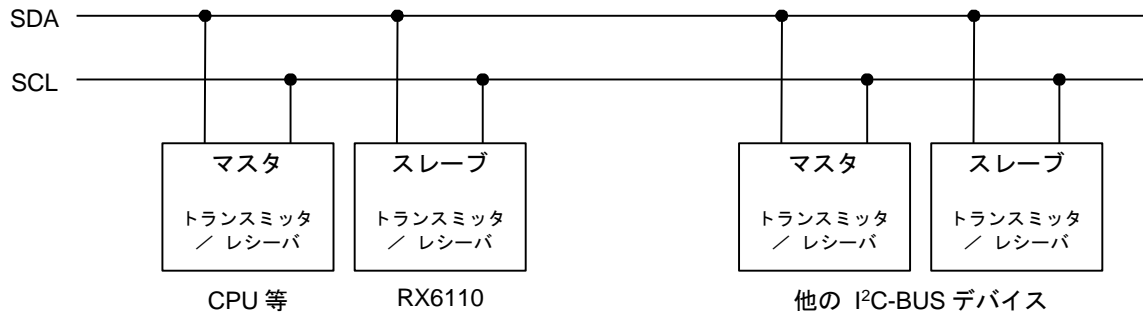 SDA
SCL
マスタ
トランスミッタ
／ レシーバ
CPU 等
スレーブ
トランスミッタ
／ レシーバ
RX6110
マスタ
トランスミッタ
／ レシーバ
スレーブ
トランスミッタ
／ レシーバ
他の I²C-BUS デバイス